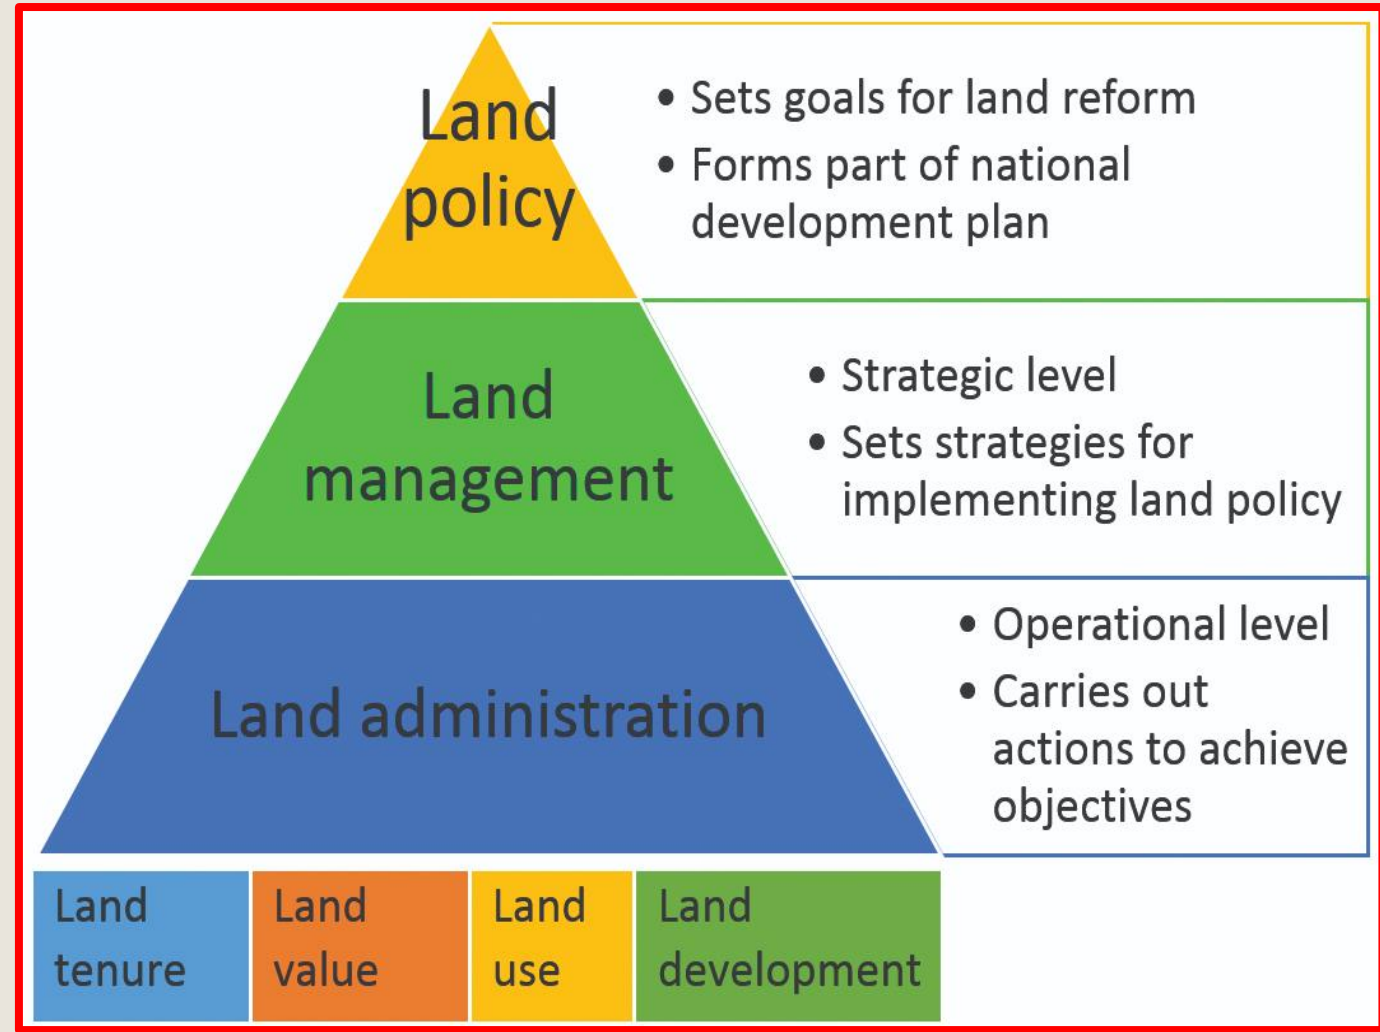 Land
policy
• Sets goals for land reform
• Forms part of national
development plan
Land
management
• Strategic level
• Sets strategies for
implementing land policy
Land administration
• Operational level
• Carries out
actions to achieve
objectives
Land
tenure
Land
value
Land
use
Land
development